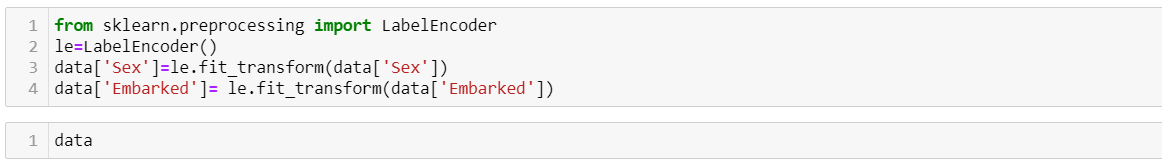 1 from sklearn.preprocessing import LabelEncoder
2 le=LabelEncoder()
3 data['Sex']=le.fit_transform(data['Sex'])
4 data['Embarked']= le.fit_transform(data['Embarked'])
1 data